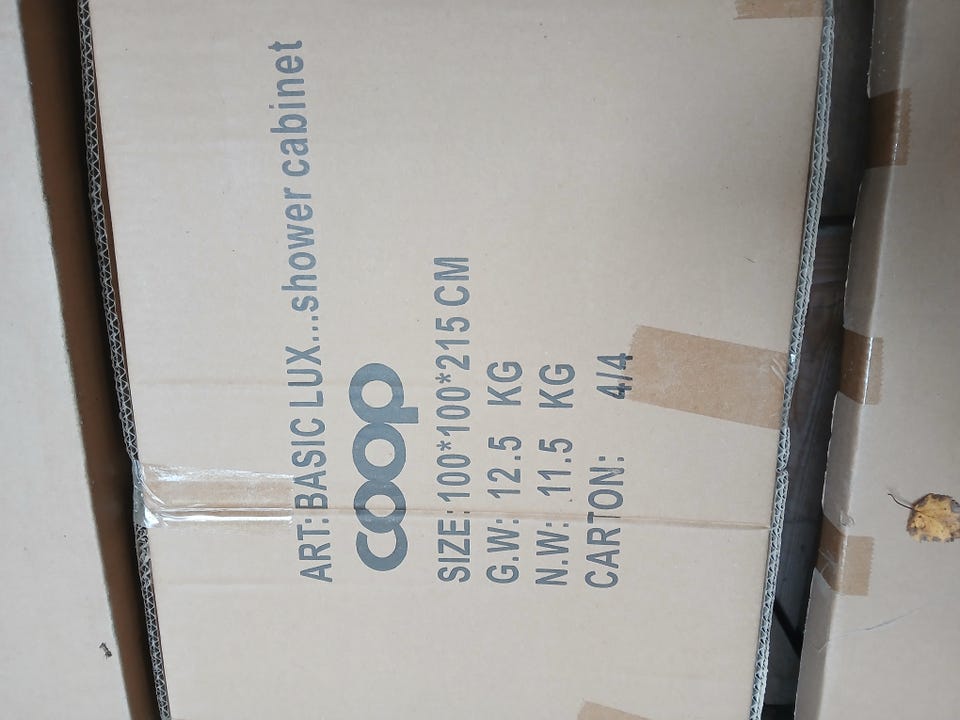 ART: BASIC LUX...shower cabinet
coop
SIZE: 100*100*215 CM
G.W: 12.5 KG
N.W: 11.5 KG
CARTON: 4/4